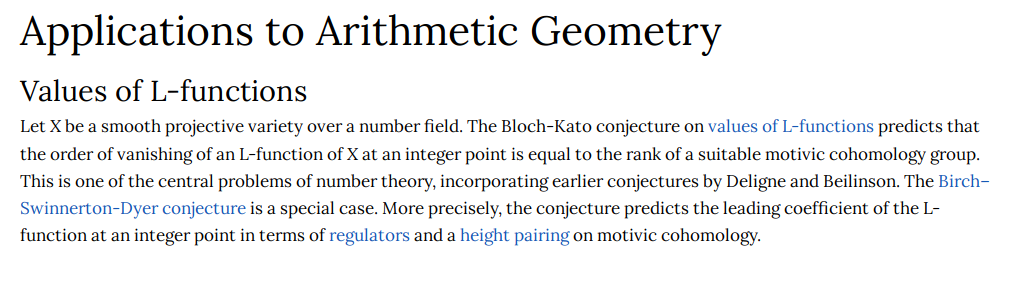 Applications to Arithmetic Geometry
Values of L-functions
Let X be a smooth projective variety over a number field. The Bloch-Kato conjecture on values of L-functions predicts that
the order of vanishing of an L-function of X at an integer point is equal to the rank of a suitable motivic cohomology group.
This is one of the central problems of number theory, incorporating earlier conjectures by Deligne and Beilinson. The Birch–
Swinnerton-Dyer conjecture is a special case. More precisely, the conjecture predicts the leading coefficient of the L-
function at an integer point in terms of regulators and a height pairing on motivic cohomology.